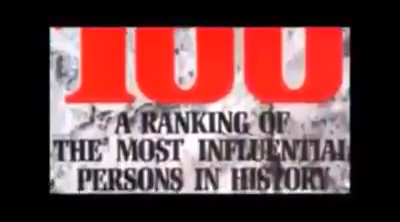 100
A RANKING OF
THE MOST INFLUENTIAL
PERSONS IN HISTORY